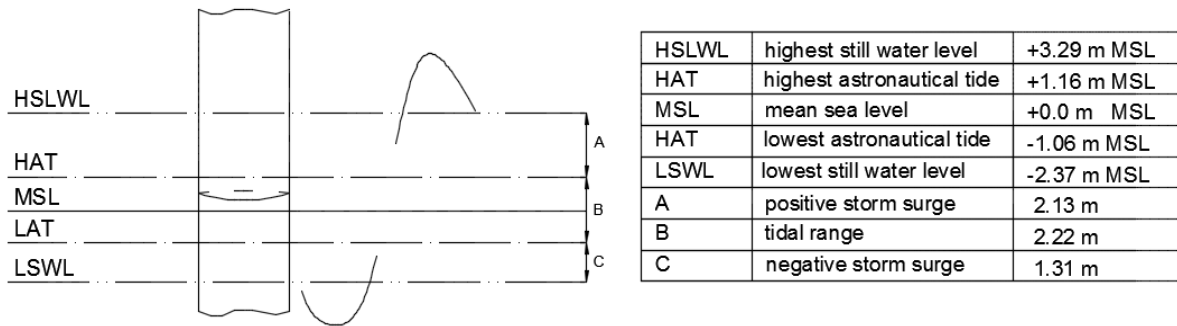 HSLWL
HAT
MSL
LAT
LSWL
A
B
C
HSLWL highest still water level +3.29 m MSL
HAT highest astronautical tide +1.16 m MSL
MSL mean sea level +0.0 m MSL
HAT lowest astronautical tide -1.06 m MSL
LSWL lowest still water level -2.37 m MSL
A positive storm surge 2.13 m
B tidal range 2.22 m
C negative storm surge 1.31 m